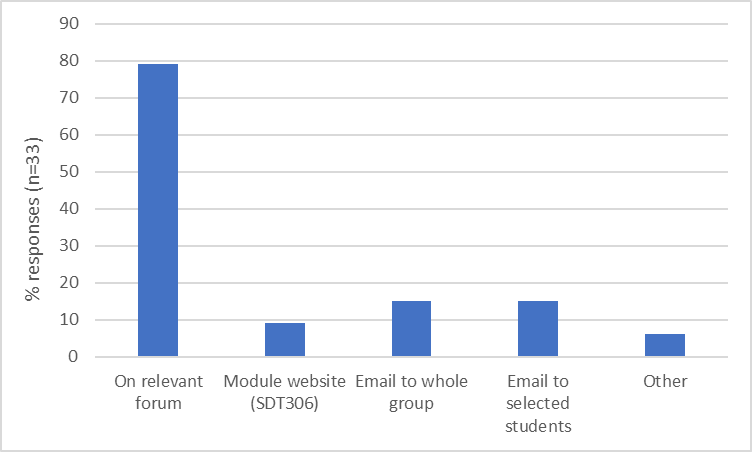 90
80
70
60
50
40
30
20
10
0
% responses (n=33)
On relevant
forum
Module website
(SDT306)
Email to whole
group
Email to
selected
students
Other